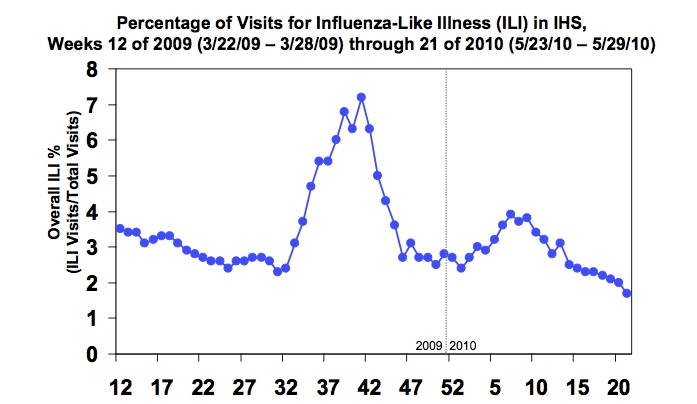 Percentage of Visits for Influenza-Like Illness (ILI) in IHS,
Weeks 12 of 2009 (3/22/09 – 3/28/09) through 21 of 2010 (5/23/10 – 5/29/10)
Overall ILI %
(ILI Visits/Total Visits)
8
7
6
5
4
3
2
1
0
2009 2010
12 17 22 27 32 37 42 47 52 5 10 15 20